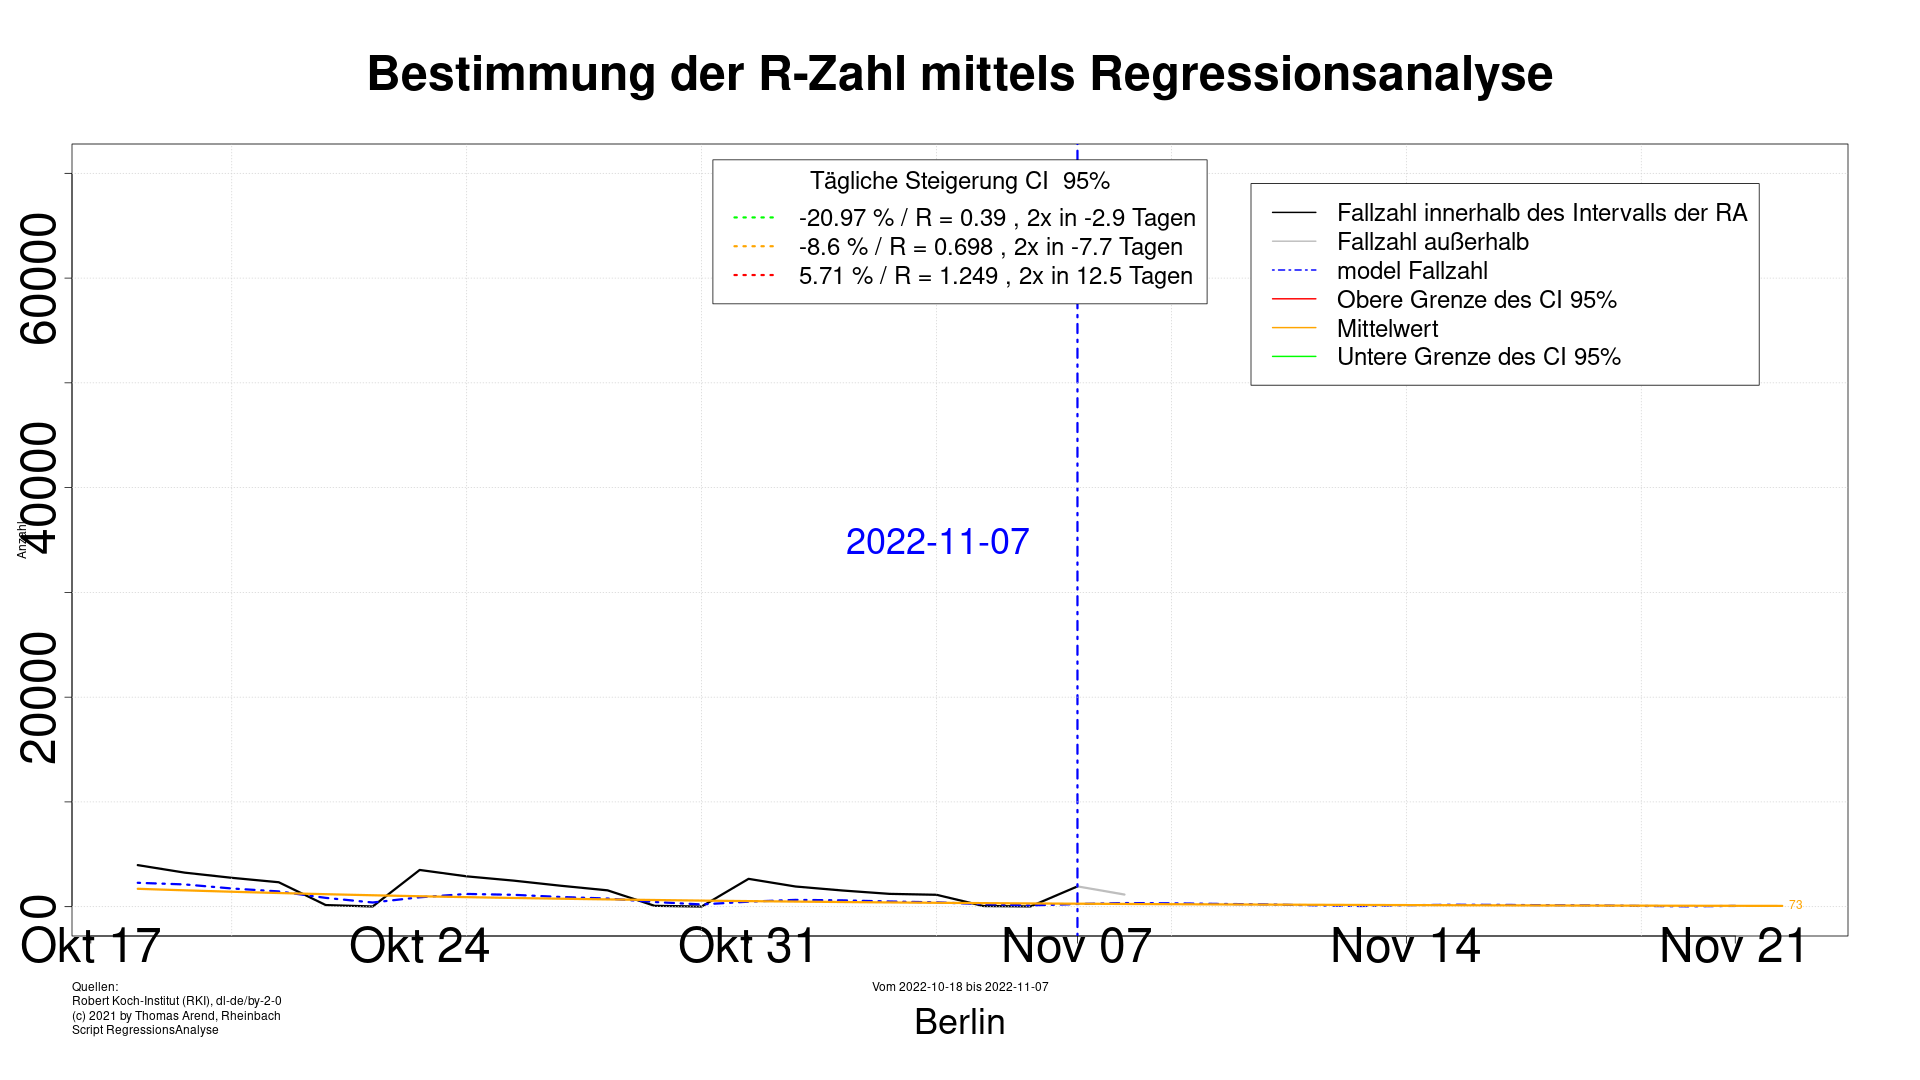 Bestimmung der R-Zahl mittels Regressionsanalyse
Tägliche Steigerung CI  95%
-20.97 % / R = 0.39 , 2x in -2.9 Tagen
-8.6 % / R = 0.698 , 2x in -7.7 Tagen
5.71 % / R = 1.249 , 2x in 12.5 Tagen
Fallzahl innerhalb des Intervalls der RA
Fallzahl außerhalb
model Fallzahl
Obere Grenze des CI 95%
Mittelwert
Untere Grenze des CI 95%
60000
40000
20000
0
Anzahl
2022-11-07
73
Okt 17
Okt 24
Okt 31
Nov 07
Nov 14
Nov 21
Quellen:
Robert Koch-Institut (RKI), dl-de/by-2-0
(c) 2021 by Thomas Arend, Rheinbach
Script RegressionsAnalyse
Vom 2022-10-18 bis 2022-11-07
Berlin